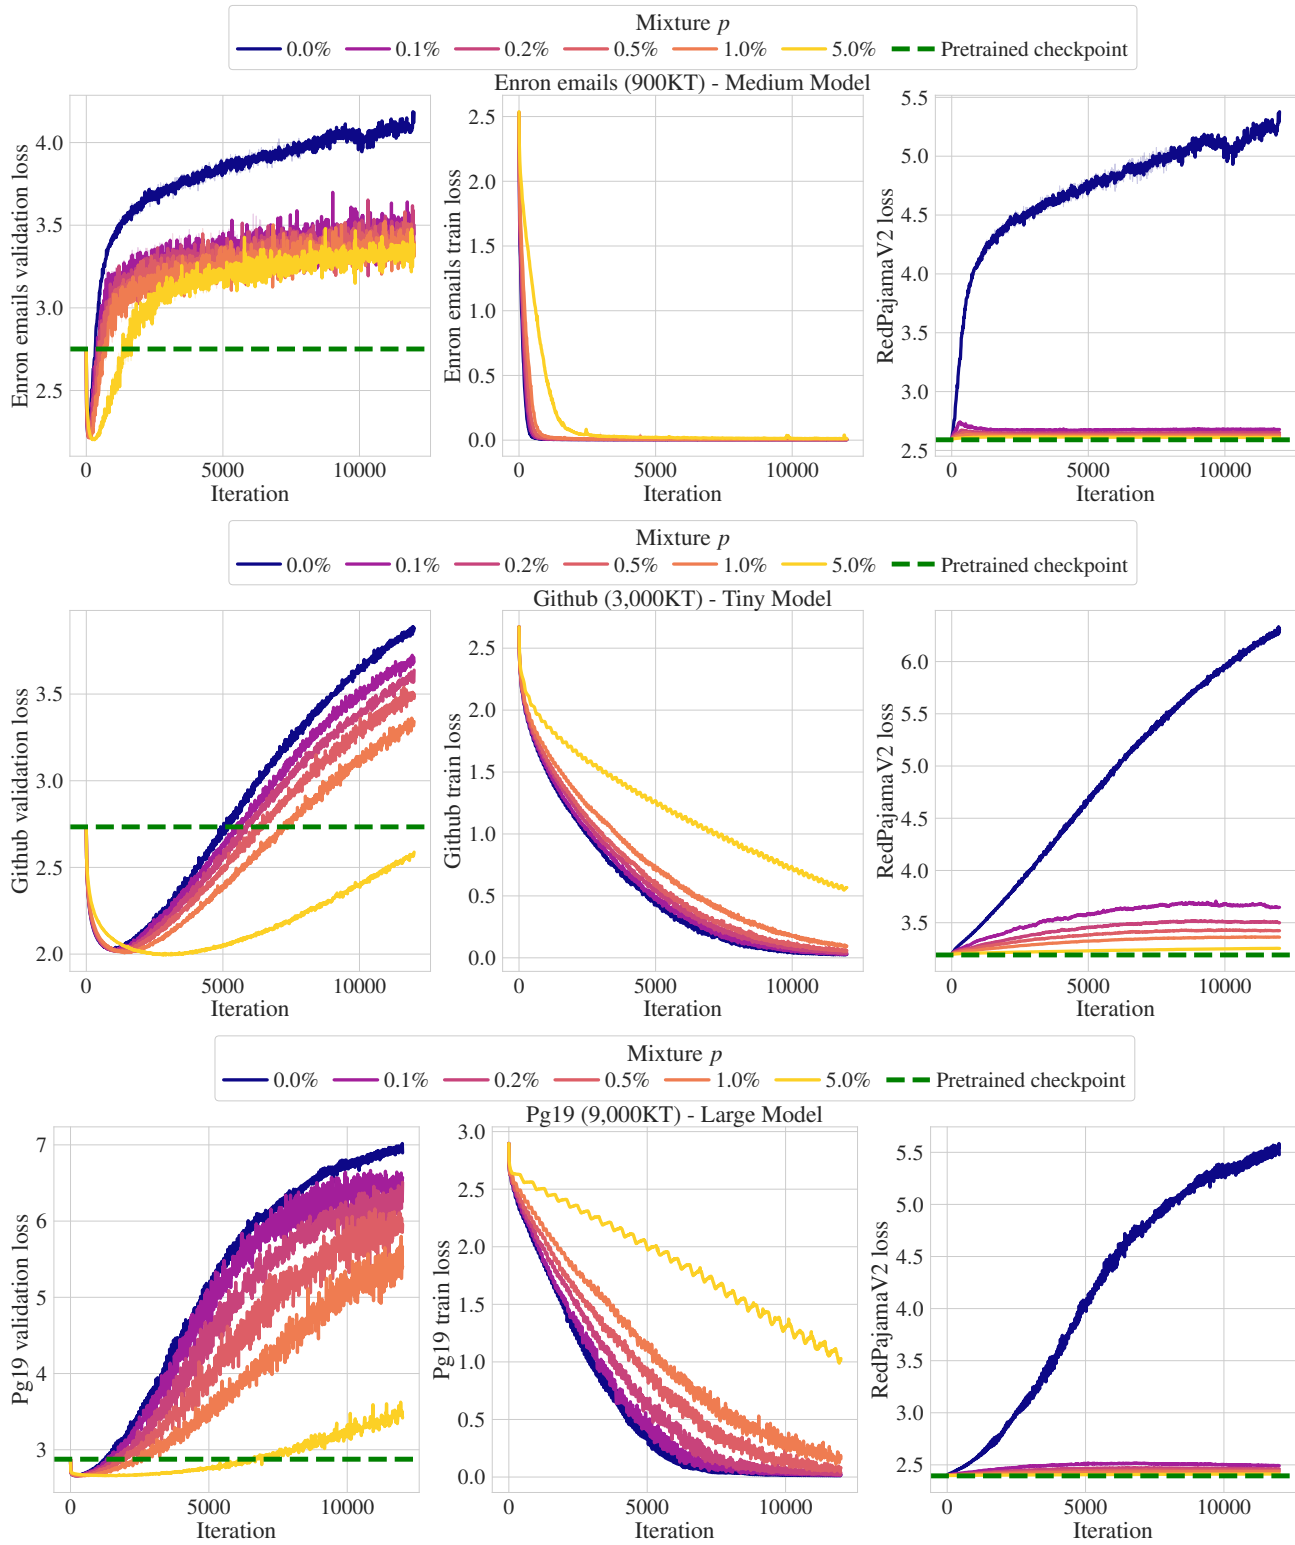 Mixture p
0.0% 0.1% 0.2% 0.5% 1.0% 5.0% Pretrained checkpoint
Enron emails (900KT) - Medium Model
Enron emails validation loss
4.0
3.5
3.0
2.5
0 5000 10000
Iteration
Enron emails train loss
2.5
2.0
1.5
1.0
0.5
0.0
0 5000 10000
Iteration
RedPajamaV2 loss
5.5
5.0
4.5
4.0
3.5
3.0
2.5
0 5000 10000
Iteration
Mixture p
0.0% 0.1% 0.2% 0.5% 1.0% 5.0% Pretrained checkpoint
Github (3,000KT) - Tiny Model
Github validation loss
3.5
3.0
2.5
2.0
0 5000 10000
Iteration
Github train loss
2.5
2.0
1.5
1.0
0.5
0.0
0 5000 10000
Iteration
RedPajamaV2 loss
6.0
5.5
5.0
4.5
4.0
3.5
0 5000 10000
Iteration
Mixture p
0.0% 0.1% 0.2% 0.5% 1.0% 5.0% Pretrained checkpoint
Pg19 (9,000KT) - Large Model
Pg19 validation loss
7
6
5
4
3
0 5000 10000
Iteration
Pg19 train loss
3.0
2.5
2.0
1.5
1.0
0.5
0.0
0 5000 10000
Iteration
RedPajamaV2 loss
5.5
5.0
4.5
4.0
3.5
3.0
2.5
0 5000 10000
Iteration